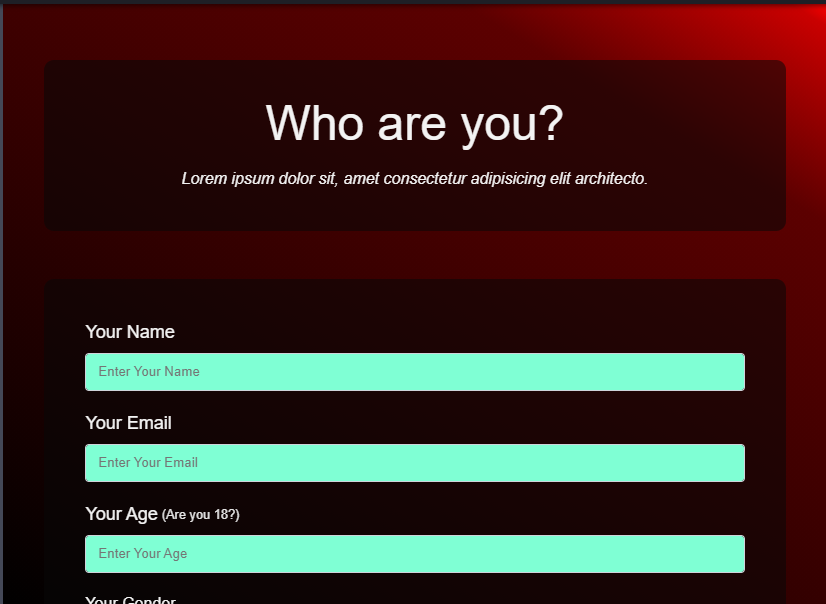 Who are you?
Lorem ipsum dolor sit, amet consectetur adipisicing elit architecto.
Your Name
Enter Your Name
Your Email
Enter Your Email
Your Age (Are you 18?)
Enter Your Age
Your Gender